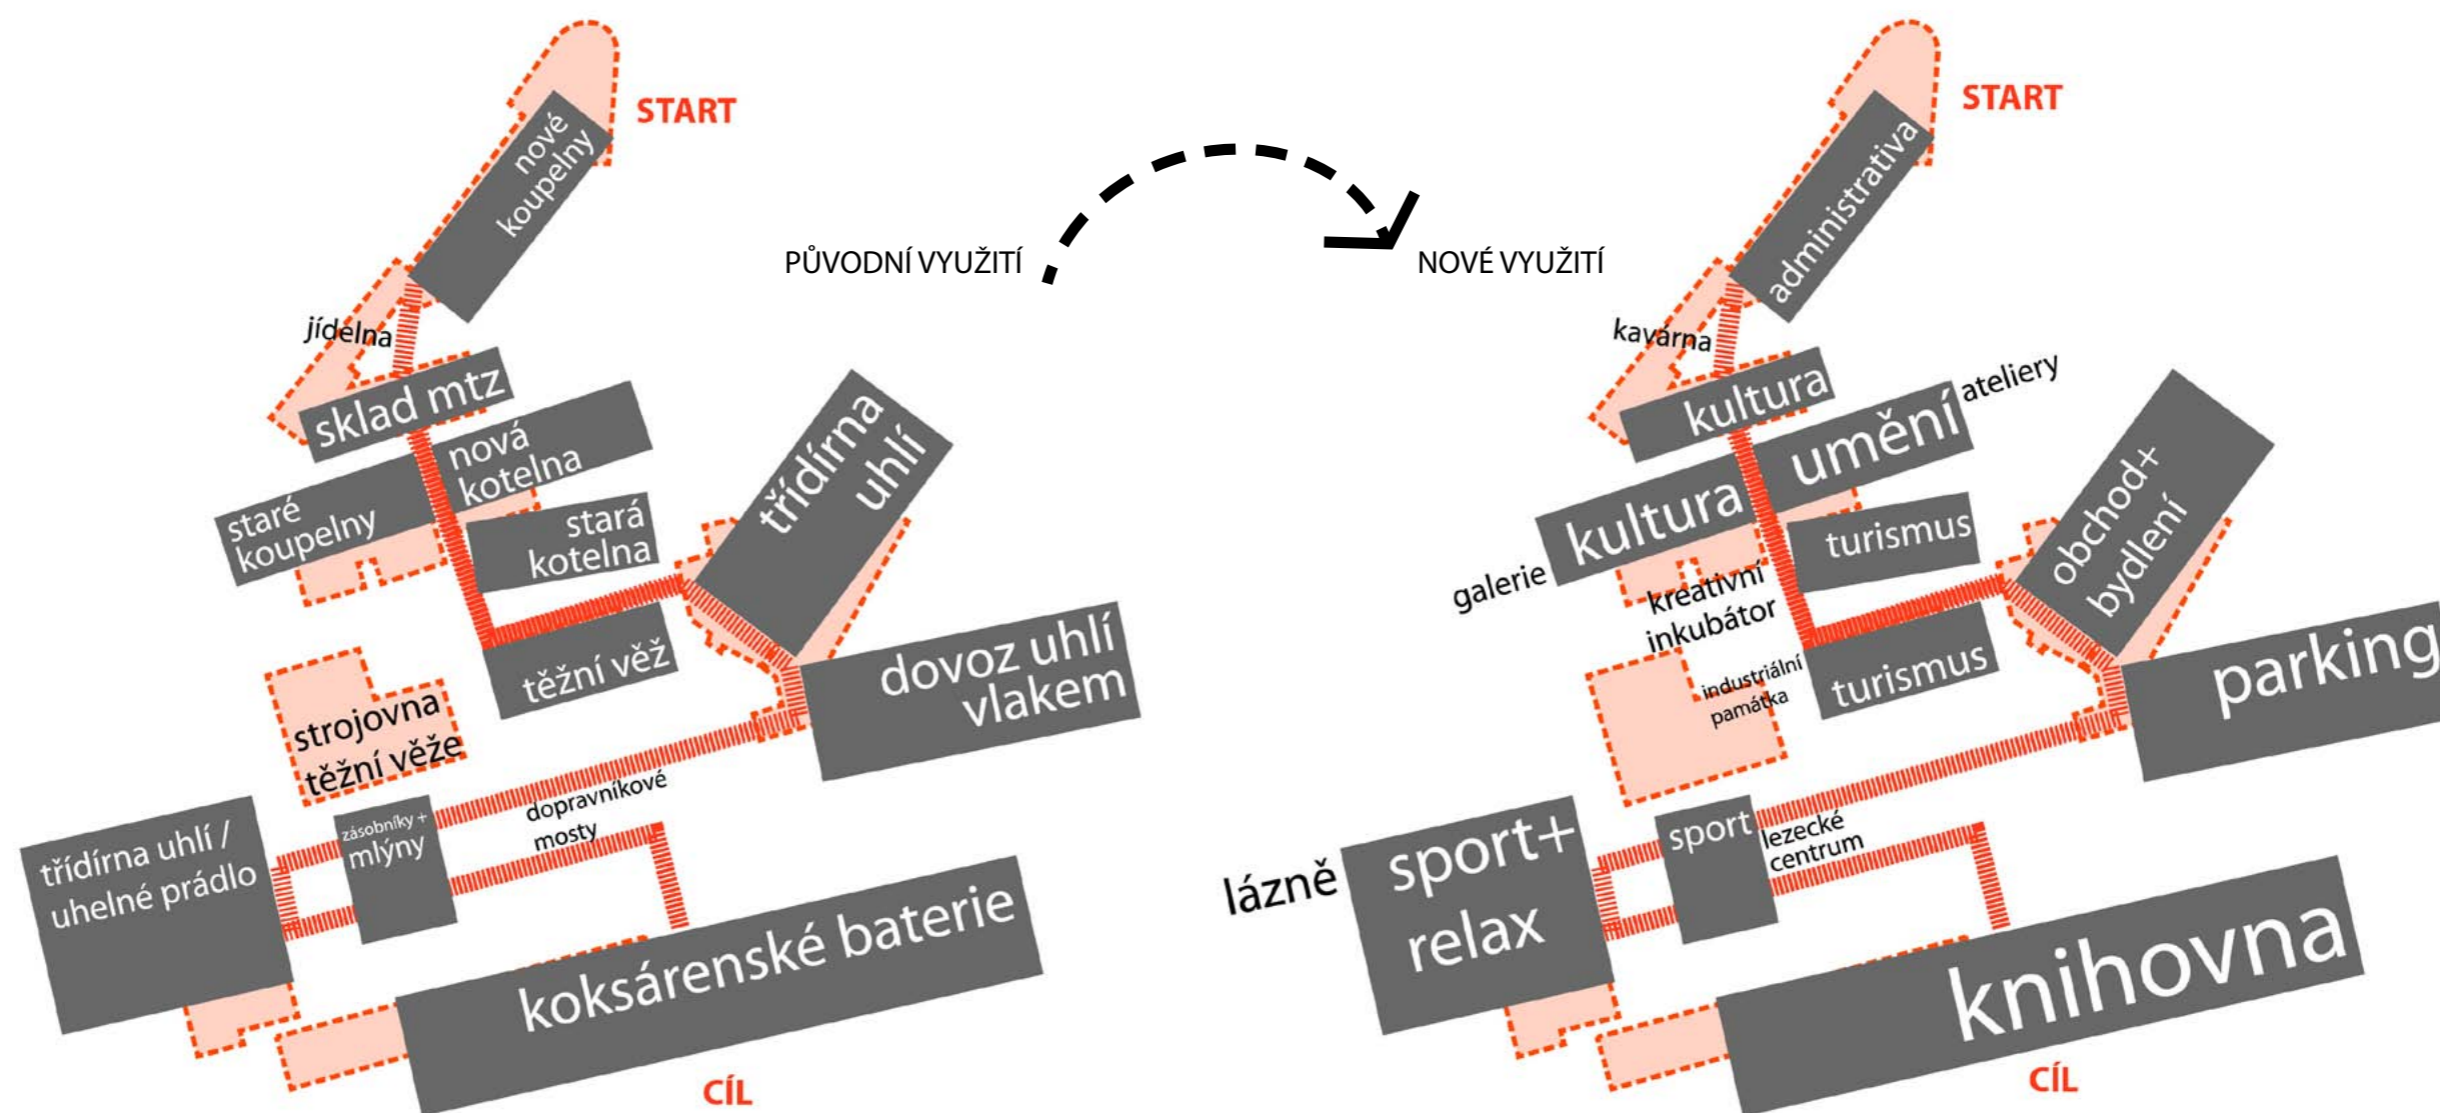 START
nové
koupelny
jídelna
sklad mtz
nová
kotelna
staré
koupelny
stará
kotelna
třídírna
uhlí
těžní věž
dovoz uhlí
vlakem
strojovna
těžní věže
dopravníkové
mosty
zásobníky +
mlýny
třídírna uhlí /
uhelné prádlo
koksárenské baterie
CÍL
PŮVODNÍ VYUŽITÍ
NOVÉ VYUŽITÍ
START
administrativa
kavárna
kultura
umění
ateliery
kultura
galerie
turismus
kreativní
inkubátor
obchod+
bydlení
industriální
památka
turismus
parking
sport
lezecké
centrum
sport+
relax
lázně
knihovna
CÍL